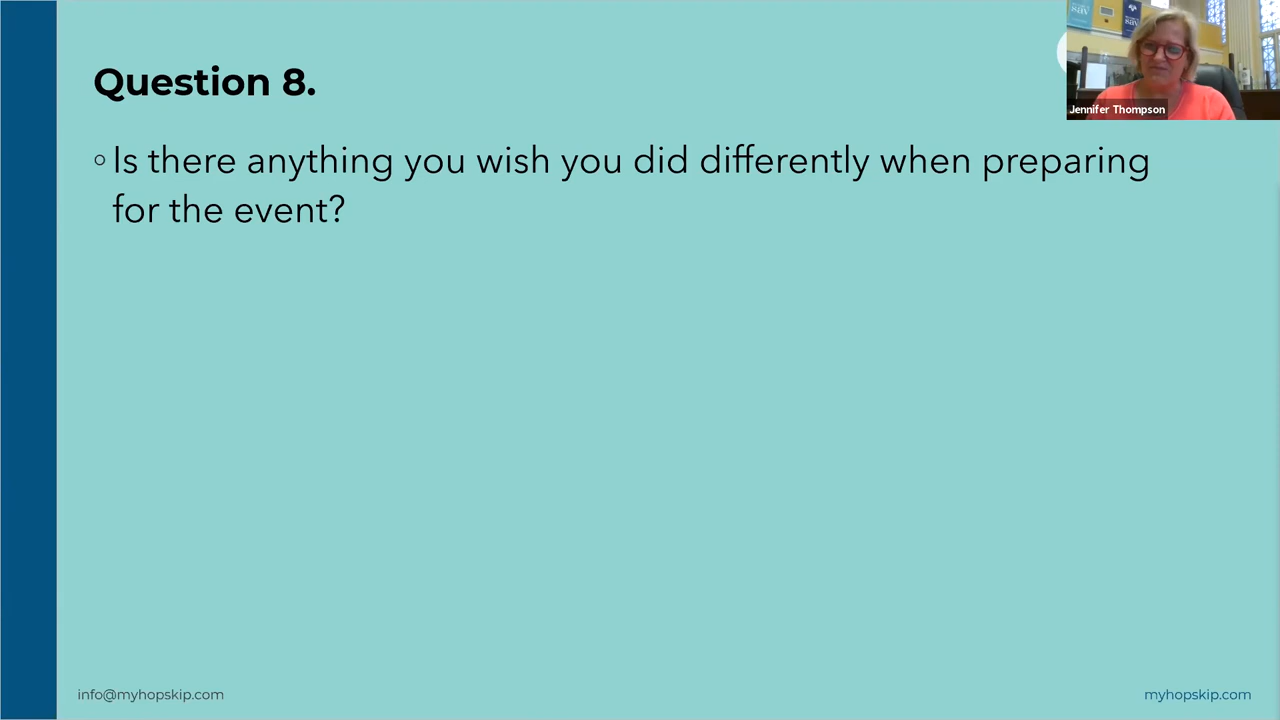 Question 8.
Jennifer Thompson
◦Is there anything you wish you did differently when preparing
for the event?
info@myhopskip.com
myhopskip.com